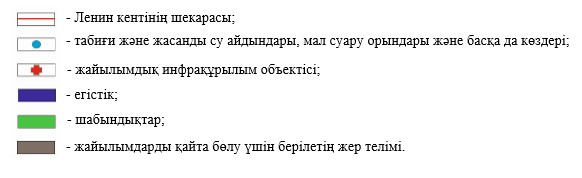 - Ленин кентінің шекарасы;
- табиғи және жасанды су айдындары, мал суару орындары және басқа да көздері;
- жайылымдық инфрақұрылым объектісі;
- егістік;
- шабындықтар;
- жайылымдарды қайта бөлу үшін берілетің жер телімі.